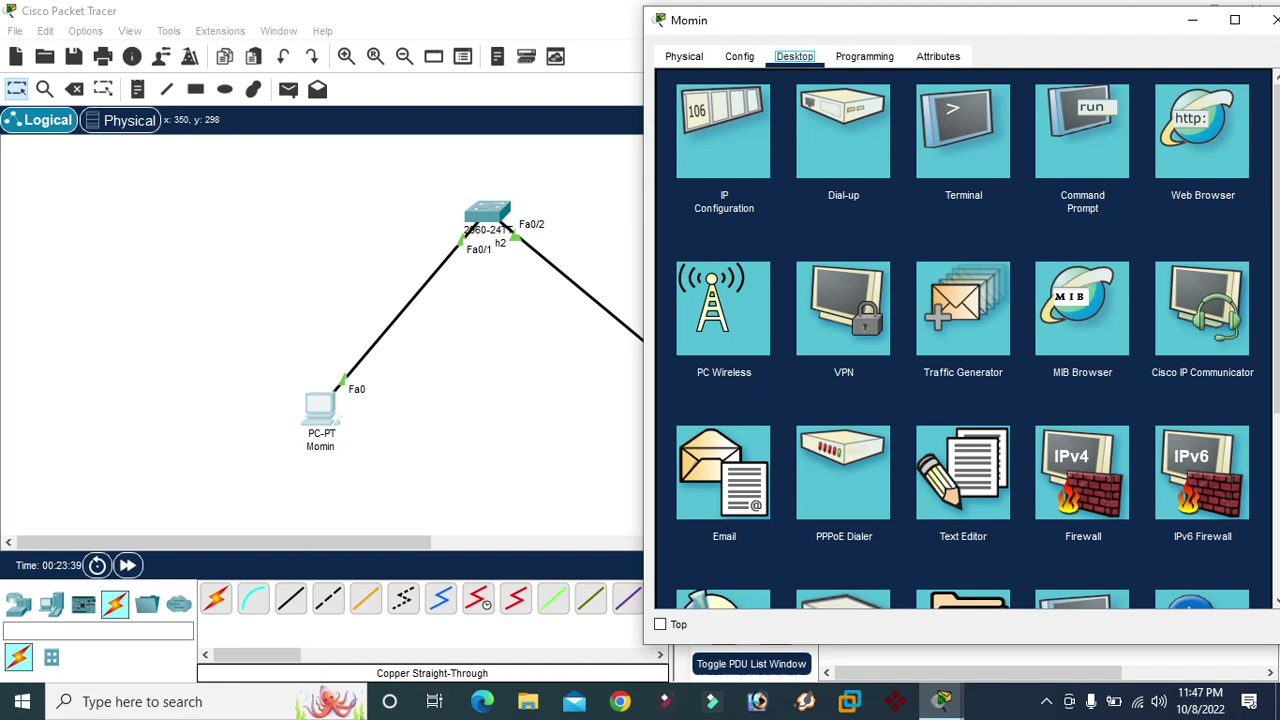 Cisco Packet Tracer
File Edit Options View Tools Extensions Window Help
Logical Physical x: 350, y: 298
Fa0/2
h2
Fa0/1
Fa0
PC-PT
Momin
Time: 00:23:39
Copper Straight-Through
Momin
Physical Config Desktop Programming Attributes
106 > run http:
IP Configuration
Dial-up
Terminal
Command Prompt
Web Browser
MIB
PC Wireless
VPN
Traffic Generator
MIB Browser
Cisco IP Communicator
@ IPv4 IPv6
Email
PPPoE Dialer
Text Editor
Firewall
IPv6 Firewall
Top
Toggle PDU List Window
Type here to search
11:47 PM
10/8/2022